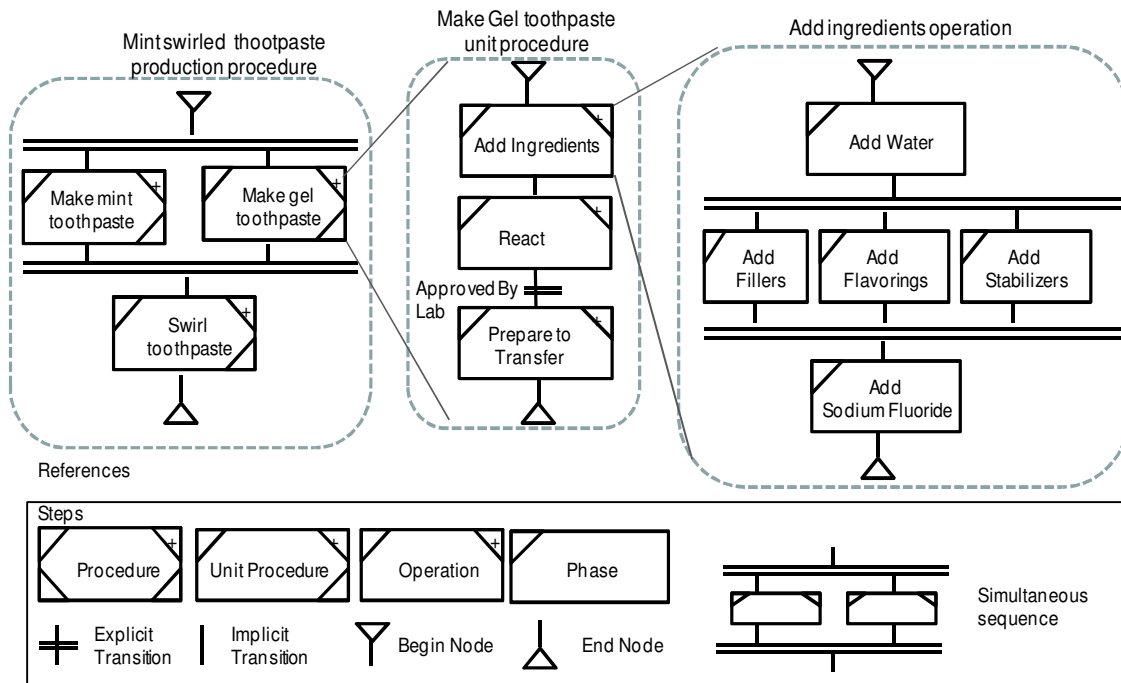 Mint swirled thootpaste
production procedure
Make mint
toothpaste
+
Make gel
toothpaste
+
Swirl
toothpaste
+
Make Gel toothpaste
unit procedure
Add Ingredients
+
React
+
Approved By
Lab
Prepare to
Transfer
+
Add ingredients operation
Add Water
Add
Fillers
Add
Flavorings
Add
Stabilizers
Add
Sodium Fluoride
References
Steps
Procedure
+
Unit Procedure
+
Operation
+
Phase
Explicit
Transition
Implicit
Transition
Begin Node
End Node
Simultaneous
sequence